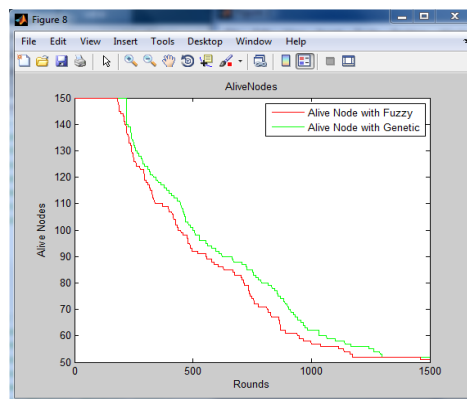 Figure 8
File Edit View Insert Tools Desktop Window Help
AliveNodes
Alive Node with Fuzzy
Alive Node with Genetic
Alive Nodes
150
140
130
120
110
100
90
80
70
60
50
0 500 1000 1500
Rounds